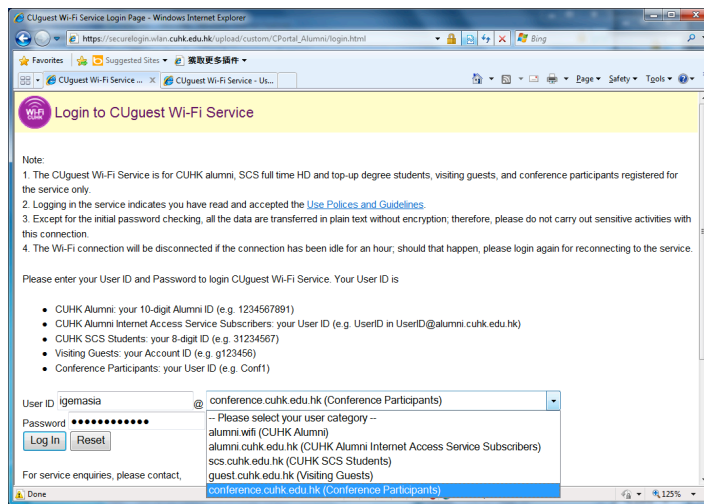 CUguest Wi-Fi Service Login Page - Windows Internet Explorer
https://securelogin.wlan.cuhk.edu.hk/upload/custom/CPortal_Alumni/login.html
Bing
Favorites
Suggested Sites
獲取更多插件
CUguest Wi-Fi Service ...
CUguest Wi-Fi Service - Us...
Page
Safety
Tools
Wi-Fi
CUHK
Login to CUguest Wi-Fi Service
Note:
1. The CUguest Wi-Fi Service is for CUHK alumni, SCS full time HD and top-up degree students, visiting guests, and conference participants registered for
the service only.
2. Logging in the service indicates you have read and accepted the Use Polices and Guidelines.
3. Except for the initial password checking, all the data are transferred in plain text without encryption; therefore, please do not carry out sensitive activities with
this connection.
4. The Wi-Fi connection will be disconnected if the connection has been idle for an hour; should that happen, please login again for reconnecting to the service.
Please enter your User ID and Password to login CUguest Wi-Fi Service. Your User ID is
• CUHK Alumni: your 10-digit Alumni ID (e.g. 1234567891)
• CUHK Alumni Internet Access Service Subscribers: your User ID (e.g. UserID in UserID@alumni.cuhk.edu.hk)
• CUHK SCS Students: your 8-digit ID (e.g. 31234567)
• Visiting Guests: your Account ID (e.g. g123456)
• Conference Participants: your User ID (e.g. Conf1)
User ID igemasia @ conference.cuhk.edu.hk (Conference Participants)
-- Please select your user category --
Password ●●●●●●●●●●●●
alumni.wifi (CUHK Alumni)
Log In Reset
alumni.cuhk.edu.hk (CUHK Alumni Internet Access Service Subscribers)
scs.cuhk.edu.hk (CUHK SCS Students)
For service enquiries, please contact,
guest.cuhk.edu.hk (Visiting Guests)
conference.cuhk.edu.hk (Conference Participants)
Done
125%